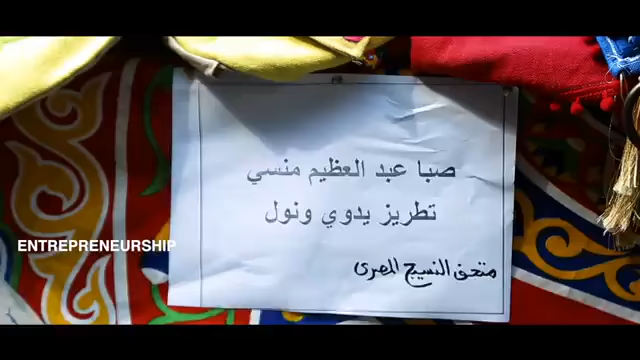 صبا عبد العظيم منسي
تطريز يدوي ونول
متحف النسيج المصرى
ENTREPRENEURSHIP